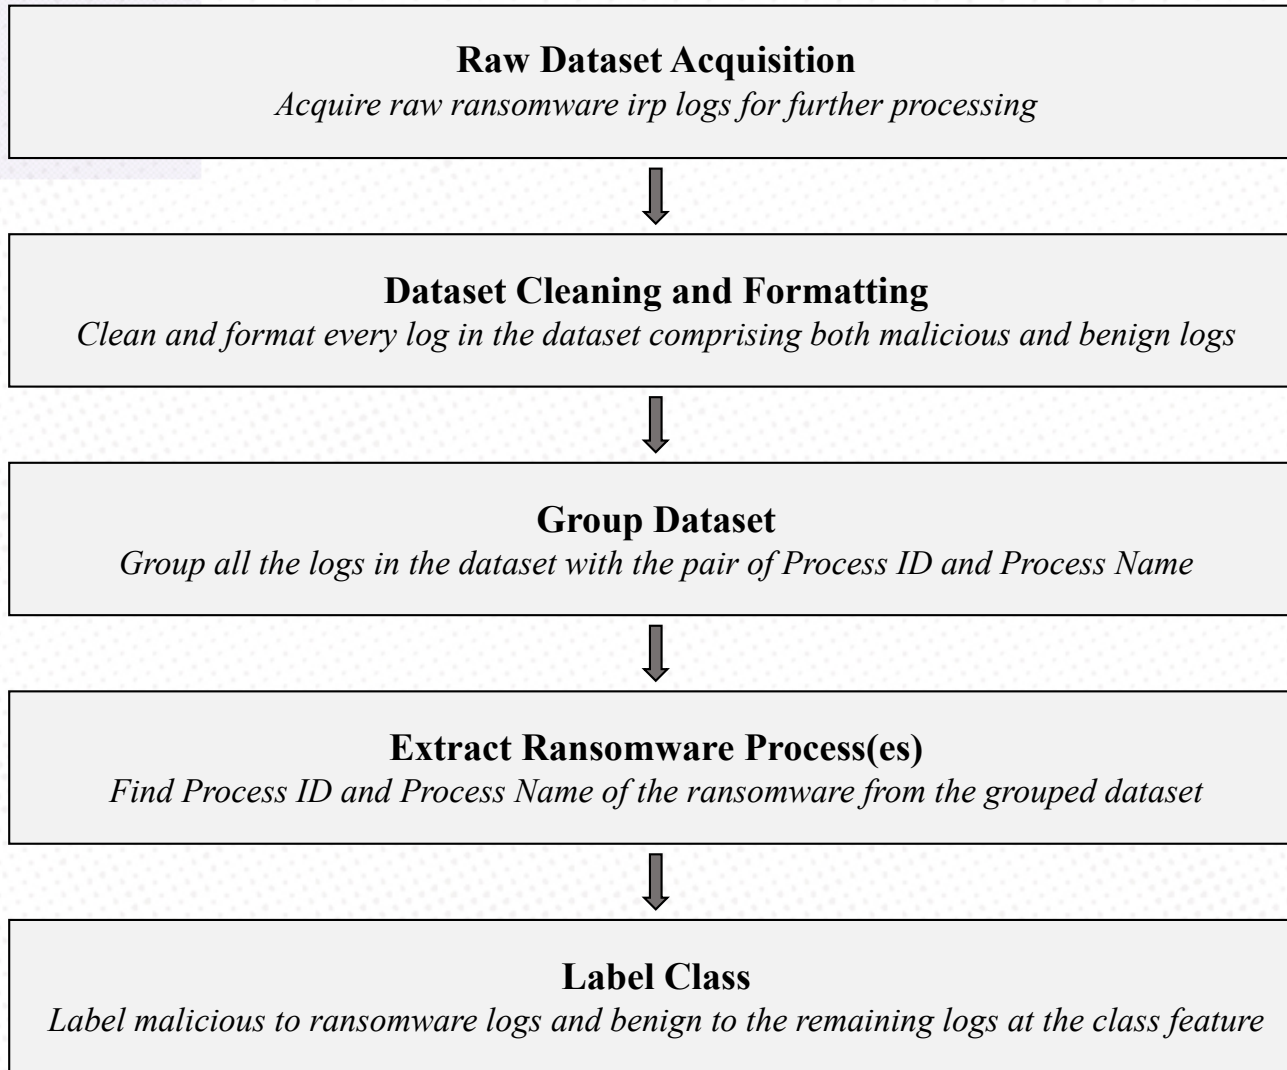 Raw Dataset Acquisition
Acquire raw ransomware irp logs for further processing
Dataset Cleaning and Formatting
Clean and format every log in the dataset comprising both malicious and benign logs
Group Dataset
Group all the logs in the dataset with the pair of Process ID and Process Name
Extract Ransomware Process(es)
Find Process ID and Process Name of the ransomware from the grouped dataset
Label Class
Label malicious to ransomware logs and benign to the remaining logs at the class feature